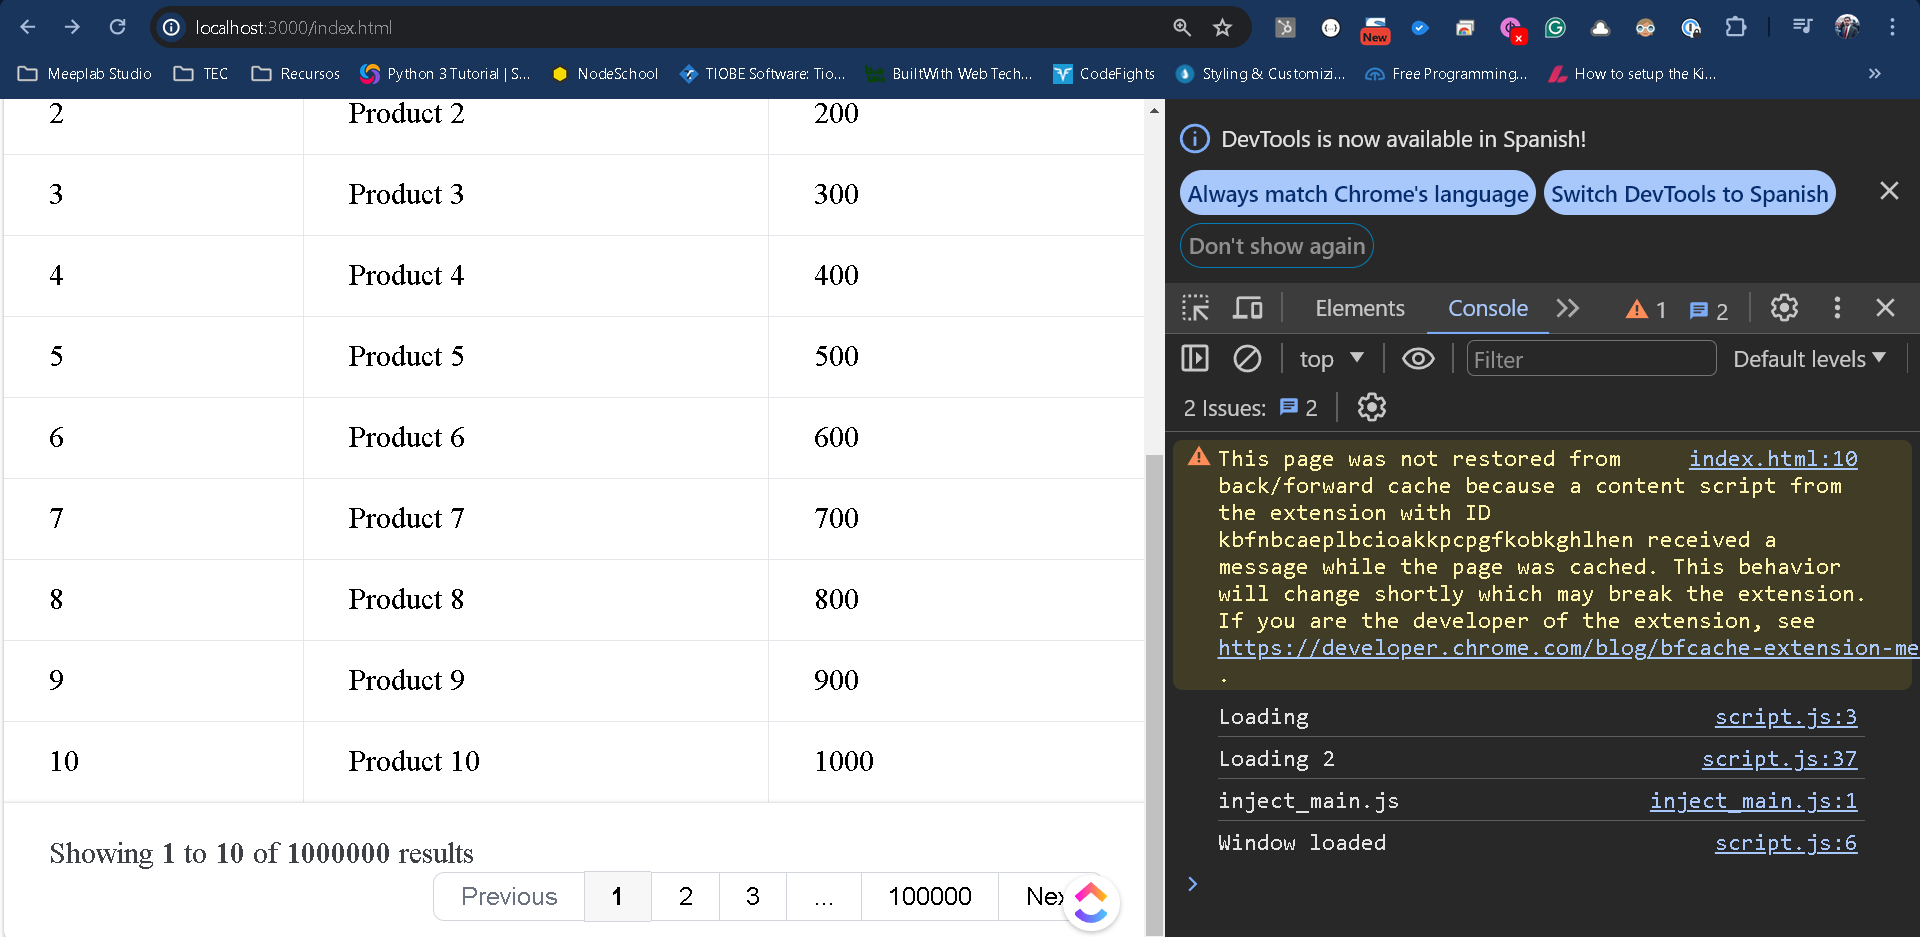 localhost:3000/index.html
New
Meeplab Studio TEC Recursos Python 3 Tutorial | S... NodeSchool TIOBE Software: Tio... BuiltWith Web Tech... CodeFights Styling & Customizi... Free Programming... How to setup the Ki... »
2 Product 2 200
3 Product 3 300
4 Product 4 400
5 Product 5 500
6 Product 6 600
7 Product 7 700
8 Product 8 800
9 Product 9 900
10 Product 10 1000
Showing 1 to 10 of 1000000 results
Previous 1 2 3 ... 100000 Nex
DevTools is now available in Spanish!
Always match Chrome's language Switch DevTools to Spanish
Don't show again
Elements Console 1 2
top Filter Default levels
2 Issues: 2
This page was not restored from index.html:10
back/forward cache because a content script from
the extension with ID
kbfnbcaeplbcioakkpcpgfkobkghlhen received a
message while the page was cached. This behavior
will change shortly which may break the extension.
If you are the developer of the extension, see
https://developer.chrome.com/blog/bfcache-extension-me
.
Loading script.js:3
Loading 2 script.js:37
inject_main.js inject_main.js:1
Window loaded script.js:6